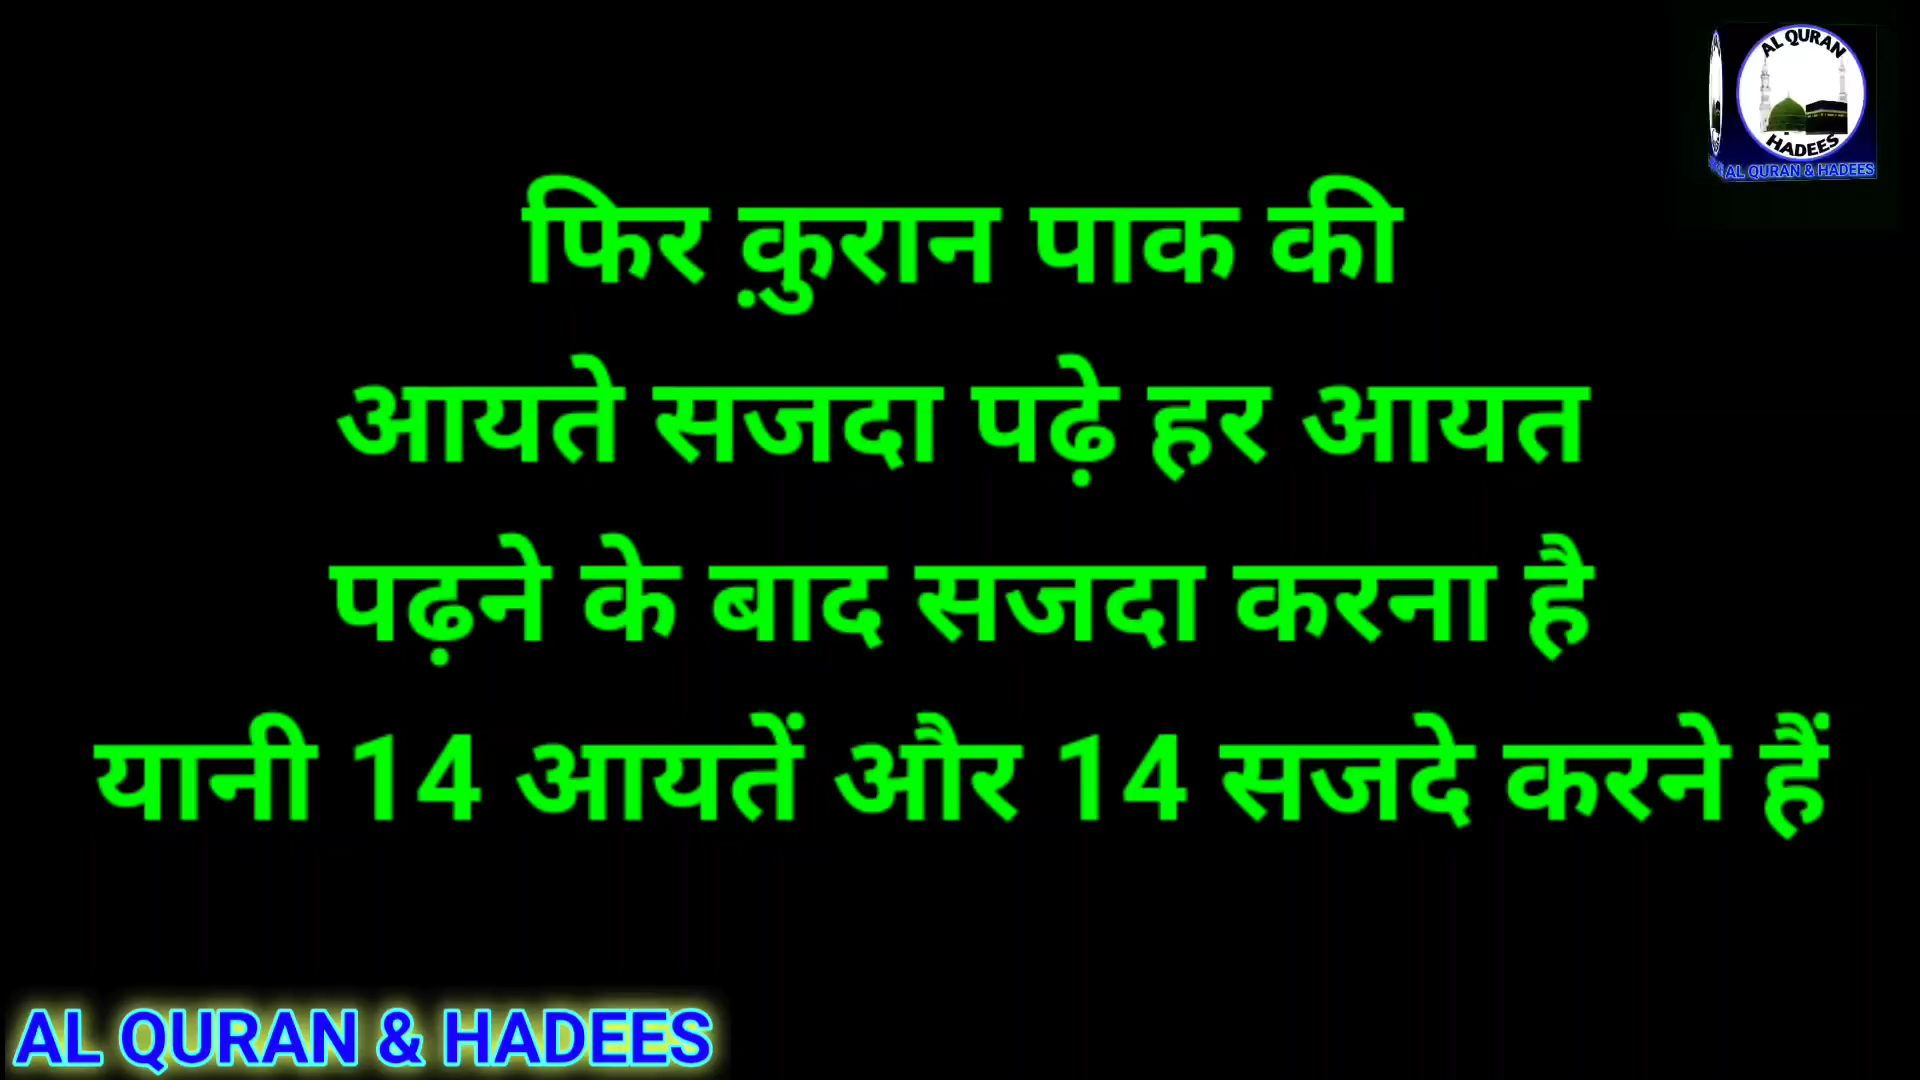 AL QURAN
HADEES
AL QURAN & HADEES
फिर क़ुरान पाक की
आयते सजदा पढ़े हर आयत
पढ़ने के बाद सजदा करना है
यानी 14 आयतें और 14 सजदे करने हैं
AL QURAN & HADEES